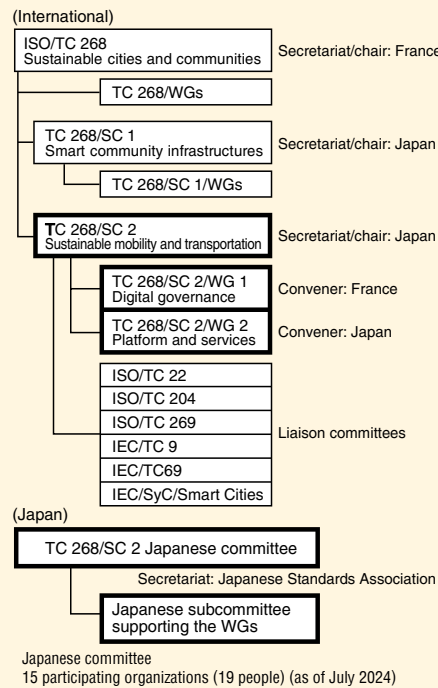 (International)
ISO/TC 268
Sustainable cities and communities
Secretariat/chair: France
TC 268/WGs
TC 268/SC 1
Smart community infrastructures
Secretariat/chair: Japan
TC 268/SC 1/WGs
TC 268/SC 2
Sustainable mobility and transportation
Secretariat/chair: Japan
TC 268/SC 2/WG 1
Digital governance
Convener: France
TC 268/SC 2/WG 2
Platform and services
Convener: Japan
ISO/TC 22
ISO/TC 204
ISO/TC 269
IEC/TC 9
IEC/TC69
IEC/SyC/Smart Cities
Liaison committees
(Japan)
TC 268/SC 2 Japanese committee
Secretariat: Japanese Standards Association
Japanese subcommittee
supporting the WGs
Japanese committee
15 participating organizations (19 people) (as of July 2024)